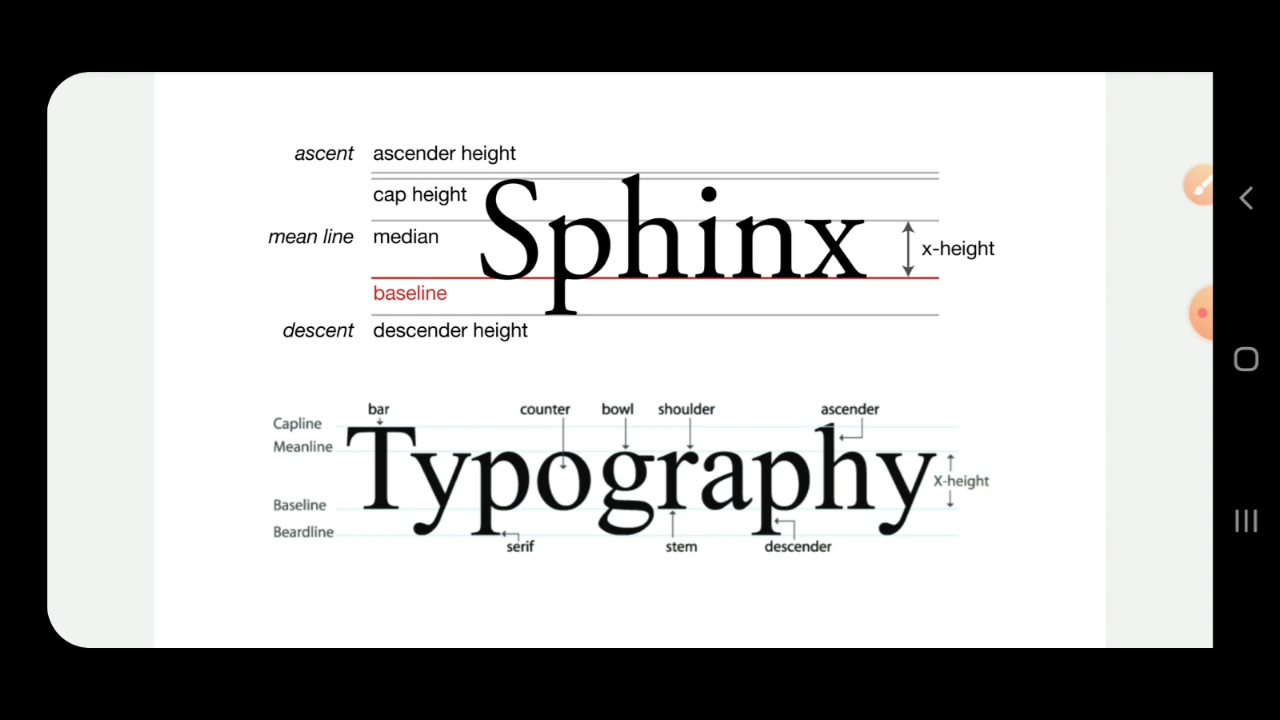 ascent ascender height
cap height
Sphinx
mean line median
x-height
baseline
descent descender height
bar counter bowl shoulder ascender
Capline
Meanline
Typography
X-height
Baseline
Beardline
serif stem descender